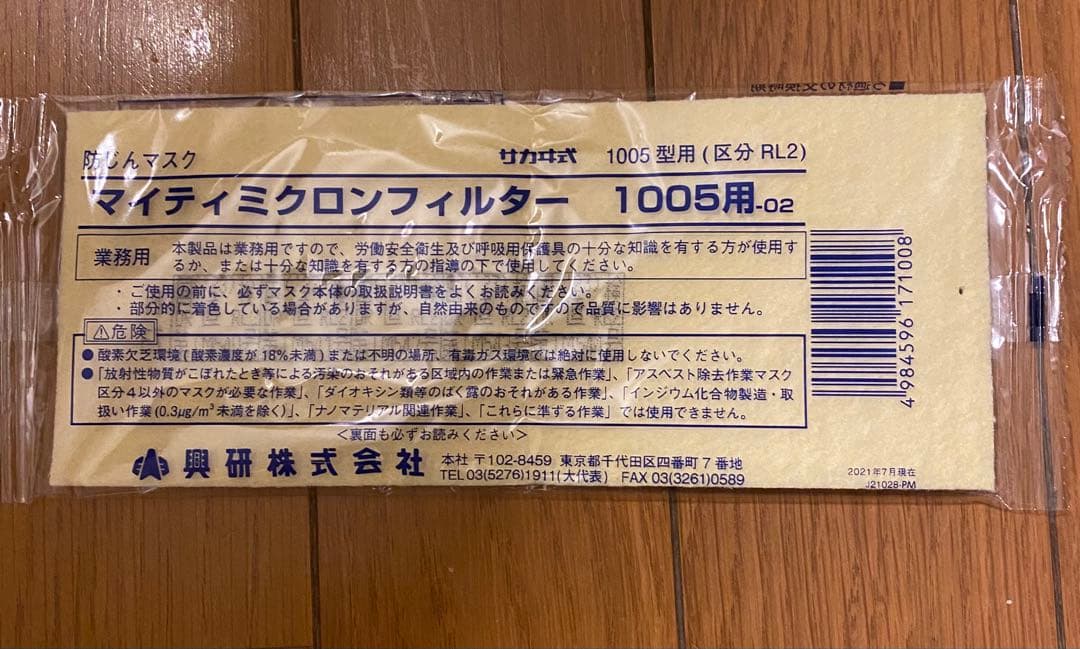 ろ過材の交換時期
防じんマスク サカヰ式 1005型用(区分RL2)
マイティミクロンフィルター 1005用-02
業務用 本製品は業務用ですので、労働安全衛生及び呼吸用保護具の十分な知識を有する方が使用す
るか、または十分な知識を有する方の指導の下で使用してください。
・ご使用の前に、必ずマスク本体の取扱説明書をよくお読みください。
・部分的に着色している場合がありますが、自然由来のものですので品質に影響はありません。
⚠危険
●酸素欠乏環境(酸素濃度が18%未満)または不明の場所、有毒ガス環境では絶対に使用しないでください。
●「放射性物質がこぼれたとき等による汚染のおそれがある区域内の作業または緊急作業」、「アスベスト除去作業マスク
区分4以外のマスクが必要な作業」、「ダイオキシン類等のばく露のおそれがある作業」、「インジウム化合物製造・取
扱い作業(0.3μg/m³未満を除く)」、「ナノマテリアル関連作業」、「これらに準ずる作業」では使用できません。
<裏面も必ずお読みください>
興研株式会社 本社 〒102-8459 東京都千代田区四番町7番地
TEL 03(5276)1911(大代表) FAX 03(3261)0589
4984596171008
2021年7月現在
J21028-PM